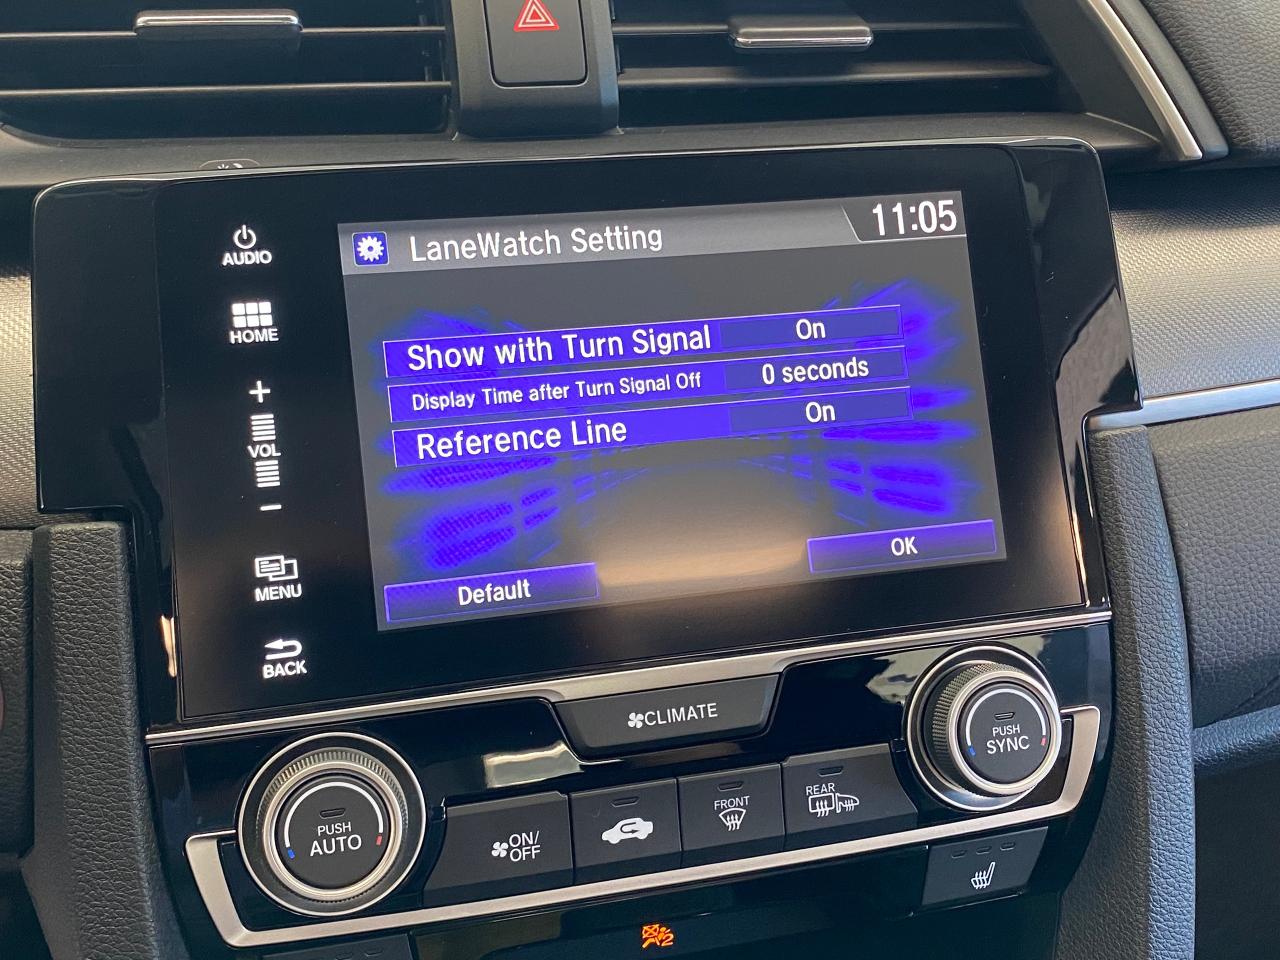 LaneWatch Setting
11:05
Show with Turn Signal On
Display Time after Turn Signal Off 0 seconds
Reference Line On
OK
Default
AUDIO
HOME
+
VOL
−
MENU
BACK
CLIMATE
PUSH
AUTO
ON/
OFF
FRONT
REAR
PUSH
SYNC
2